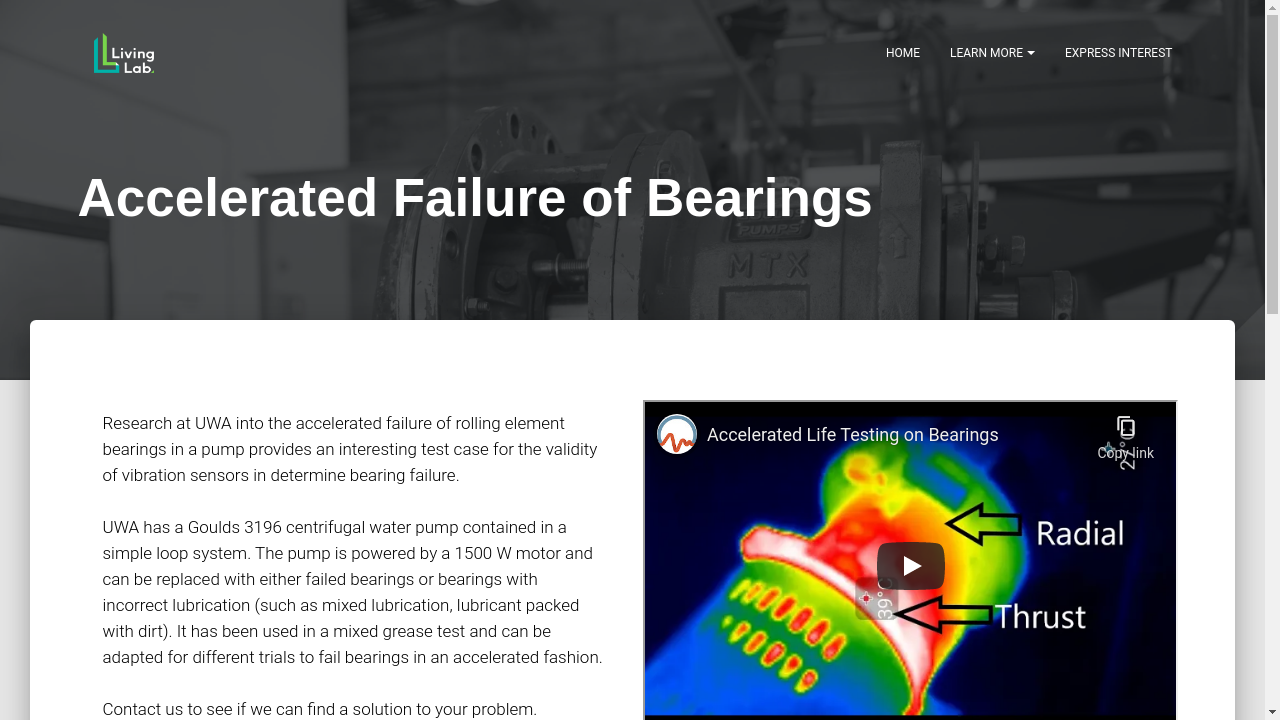 Living
Lab.
HOME
LEARN MORE
EXPRESS INTEREST
PUMPS
MTX
Accelerated Failure of Bearings
Research at UWA into the accelerated failure of rolling element
bearings in a pump provides an interesting test case for the validity
of vibration sensors in determine bearing failure.
UWA has a Goulds 3196 centrifugal water pump contained in a
simple loop system. The pump is powered by a 1500 W motor and
can be replaced with either failed bearings or bearings with
incorrect lubrication (such as mixed lubrication, lubricant packed
with dirt). It has been used in a mixed grease test and can be
adapted for different trials to fail bearings in an accelerated fashion.
Contact us to see if we can find a solution to your problem.
Accelerated Life Testing on Bearings
Copy link
Radial
39°C
Thrust